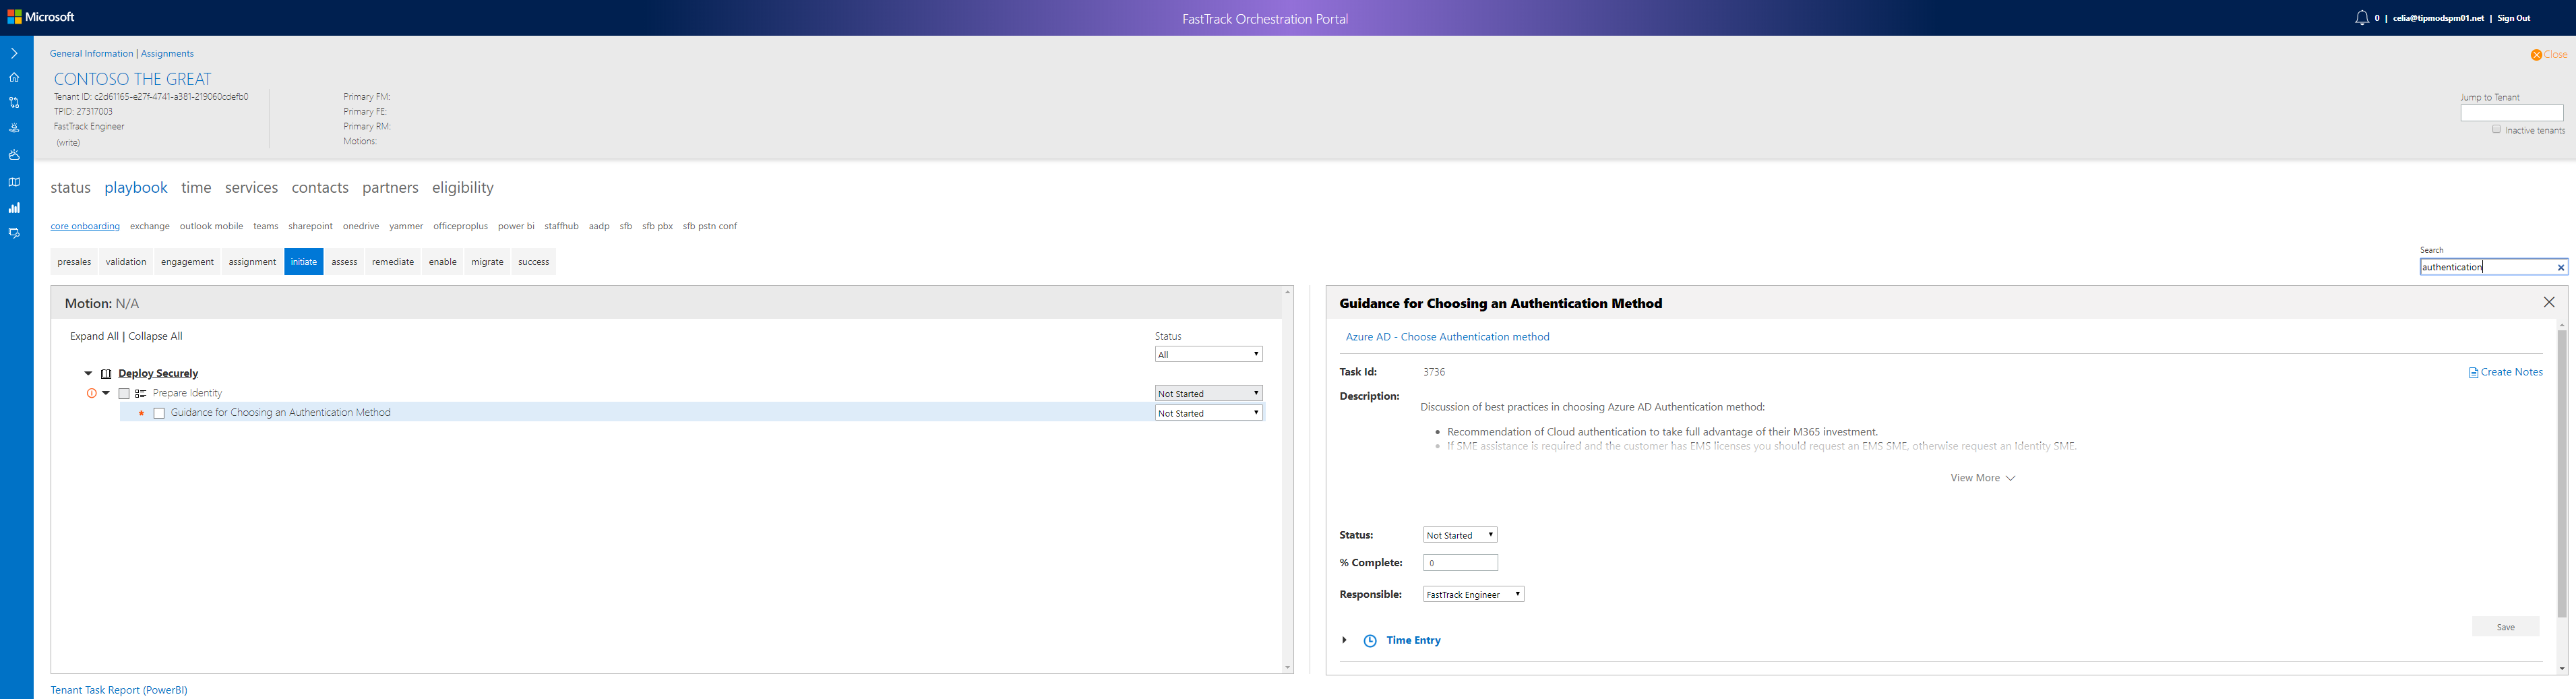 Microsoft
FastTrack Orchestration Portal
0 | celia@tipmodspm01.net | Sign Out
General Information | Assignments
Close
CONTOSO THE GREAT
Tenant ID: c2d61165-e27f-4741-a381-219060cdefb0
TPID: 27317003
FastTrack Engineer
(write)
Primary FM:
Primary FE:
Primary RM:
Motions:
Jump to Tenant
Inactive tenants
status playbook time services contacts partners eligibility
core onboarding exchange outlook mobile teams sharepoint onedrive yammer officeproplus power bi staffhub aadp sfb sfb pbx sfb pstn conf
presales validation engagement assignment initiate assess remediate enable migrate success
Search
authentication
Motion: N/A
Expand All | Collapse All
Status
All
Deploy Securely
Prepare Identity
Not Started
* Guidance for Choosing an Authentication Method
Not Started
Guidance for Choosing an Authentication Method
Azure AD - Choose Authentication method
Task Id: 3736
Create Notes
Description:
Discussion of best practices in choosing Azure AD Authentication method:
• Recommendation of Cloud authentication to take full advantage of their M365 investment.
• If SME assistance is required and the customer has EMS licenses you should request an EMS SME, otherwise request an Identity SME.
View More
Status: Not Started
% Complete: 0
Responsible: FastTrack Engineer
Save
Time Entry
Tenant Task Report (PowerBI)